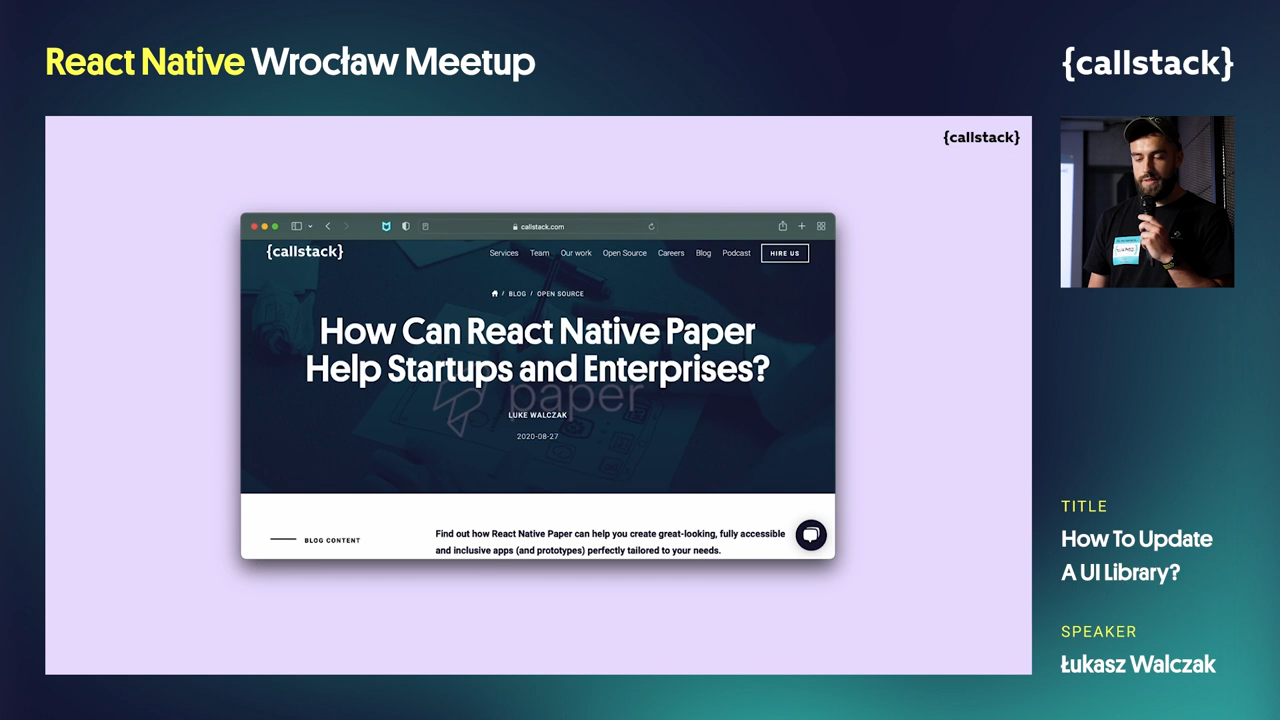 React Native Wrocław Meetup
{callstack}
{callstack}
callstack.com
{callstack}
Services Team Our work Open Source Careers Blog Podcast HIRE US
/ BLOG / OPEN SOURCE
How Can React Native Paper
Help Startups and Enterprises?
paper
LUKE WALCZAK
2020-08-27
BLOG CONTENT
Find out how React Native Paper can help you create great-looking, fully accessible
and inclusive apps (and prototypes) perfectly tailored to your needs.
TITLE
How To Update
A UI Library?
SPEAKER
Łukasz Walczak